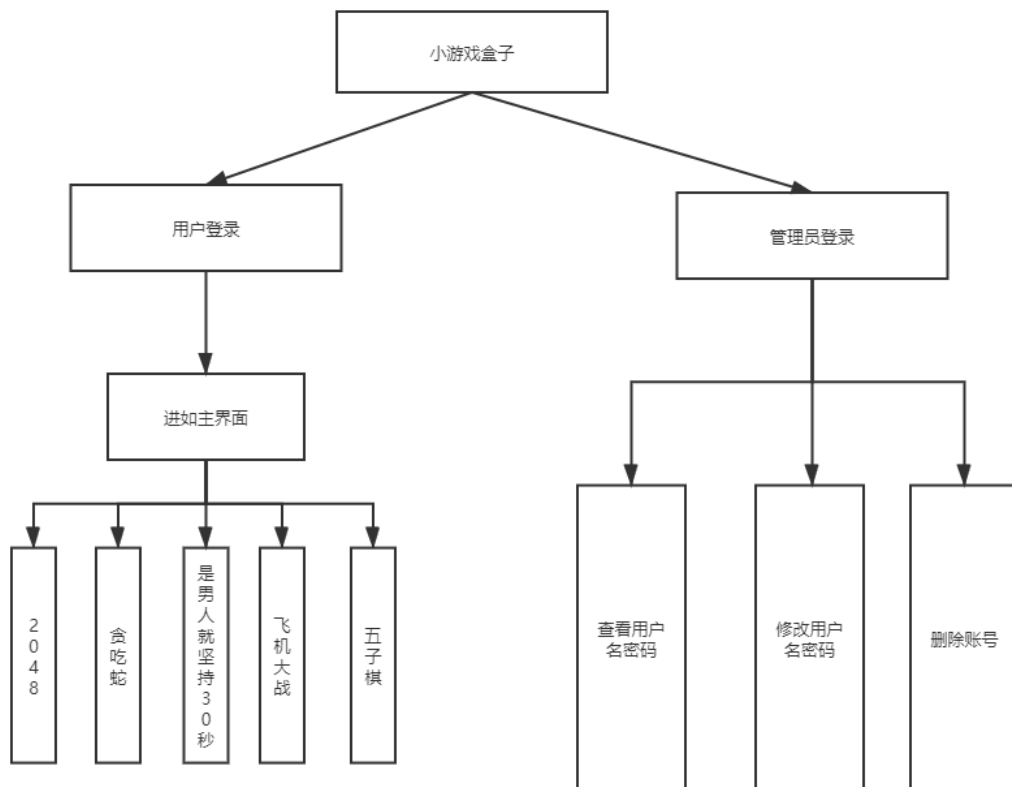 小游戏盒子
用户登录
管理员登录
进如主界面
2048
贪吃蛇
是男人就坚持30秒
飞机大战
五子棋
查看用户
名密码
修改用户
名密码
删除账号